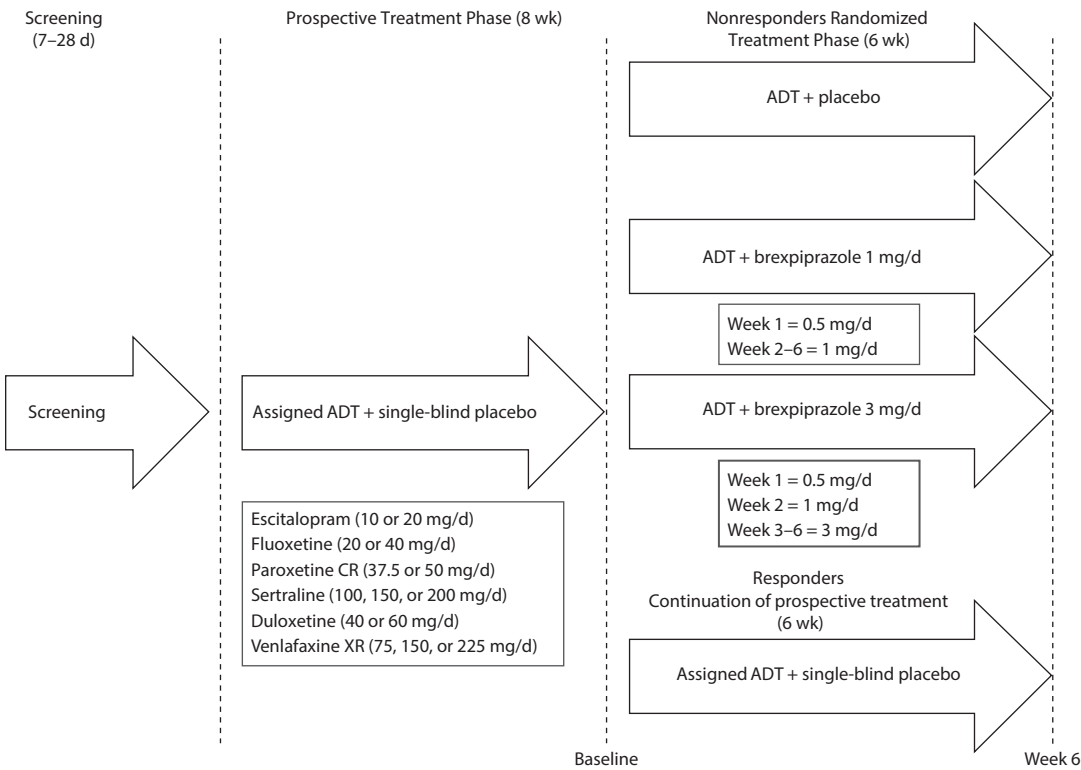 Screening
(7–28 d)
Prospective Treatment Phase (8 wk)
Nonresponders Randomized
Treatment Phase (6 wk)
ADT + placebo
ADT + brexpiprazole 1 mg/d
Week 1 = 0.5 mg/d
Week 2–6 = 1 mg/d
Screening
Assigned ADT + single-blind placebo
ADT + brexpiprazole 3 mg/d
Escitalopram (10 or 20 mg/d)
Fluoxetine (20 or 40 mg/d)
Paroxetine CR (37.5 or 50 mg/d)
Sertraline (100, 150, or 200 mg/d)
Duloxetine (40 or 60 mg/d)
Venlafaxine XR (75, 150, or 225 mg/d)
Week 1 = 0.5 mg/d
Week 2 = 1 mg/d
Week 3–6 = 3 mg/d
Responders
Continuation of prospective treatment
(6 wk)
Assigned ADT + single-blind placebo
Baseline
Week 6